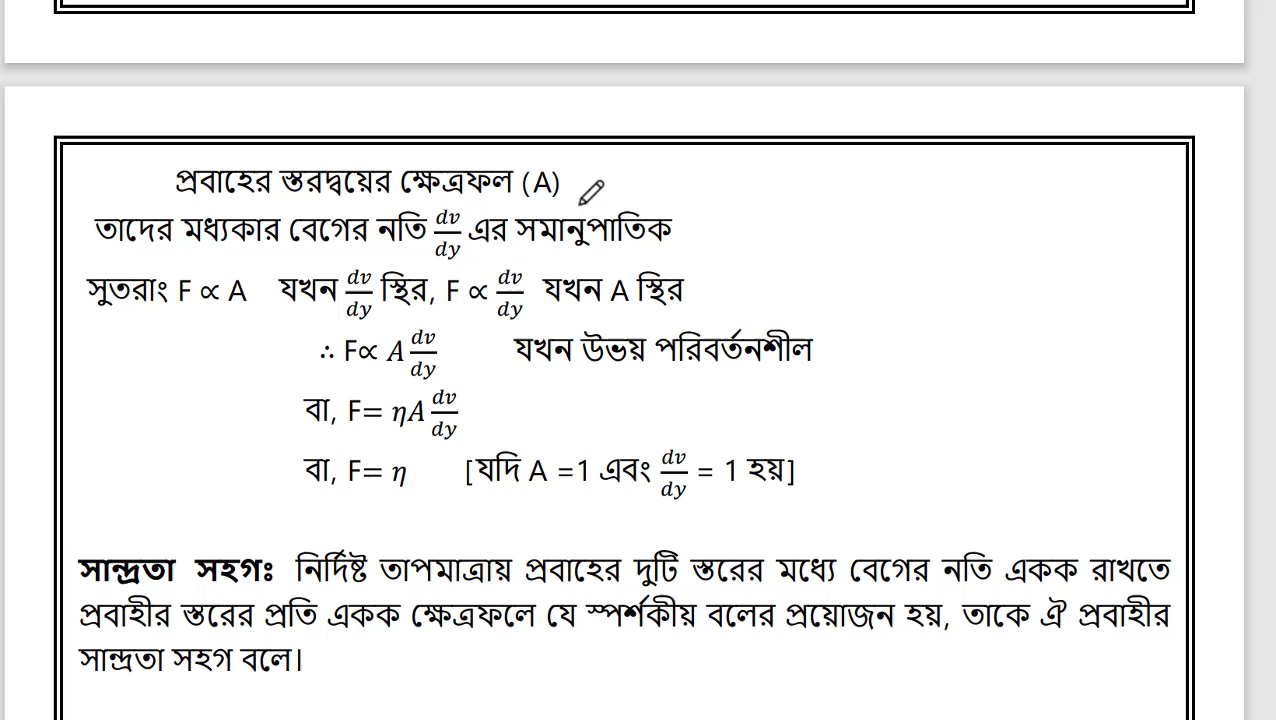 প্রবাহের স্তরদ্বয়ের ক্ষেত্রফল (A)
তাদের মধ্যকার বেগের নতি dv/dy এর সমানুপাতিক
সুতরাং F ∝ A যখন dv/dy স্থির, F ∝ dv/dy যখন A স্থির
∴ F∝ A dv/dy যখন উভয় পরিবর্তনশীল
বা, F= ηA dv/dy
বা, F= η [যদি A =1 এবং dv/dy = 1 হয়]
সান্দ্রতা সহগঃ নির্দিষ্ট তাপমাত্রায় প্রবাহের দুটি স্তরের মধ্যে বেগের নতি একক রাখতে
প্রবাহীর স্তরের প্রতি একক ক্ষেত্রফলে যে স্পর্শকীয় বলের প্রয়োজন হয়, তাকে ঐ প্রবাহীর
সান্দ্রতা সহগ বলে।